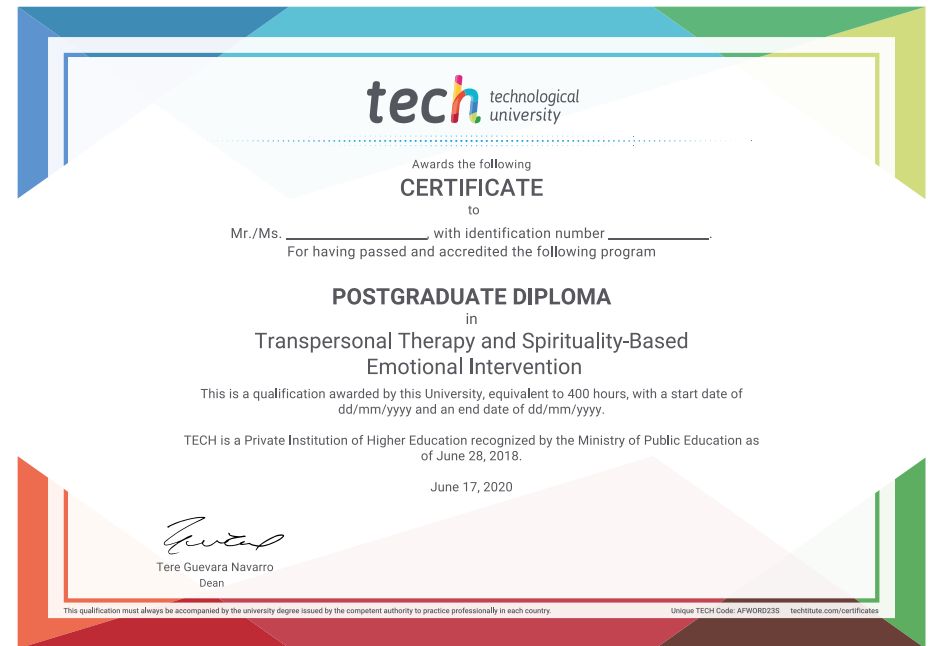 tech technological
university
Awards the following
CERTIFICATE
to
Mr./Ms. ____________________, with identification number ______________.
For having passed and accredited the following program
POSTGRADUATE DIPLOMA
in
Transpersonal Therapy and Spirituality-Based
Emotional Intervention
This is a qualification awarded by this University, equivalent to 400 hours, with a start date of
dd/mm/yyyy and an end date of dd/mm/yyyy.
TECH is a Private Institution of Higher Education recognized by the Ministry of Public Education as
of June 28, 2018.
June 17, 2020
Tere Guevara Navarro
Dean
This qualification must always be accompanied by the university degree issued by the competent authority to practice professionally in each country.
Unique TECH Code: AFWORD23S techtitute.com/certificates